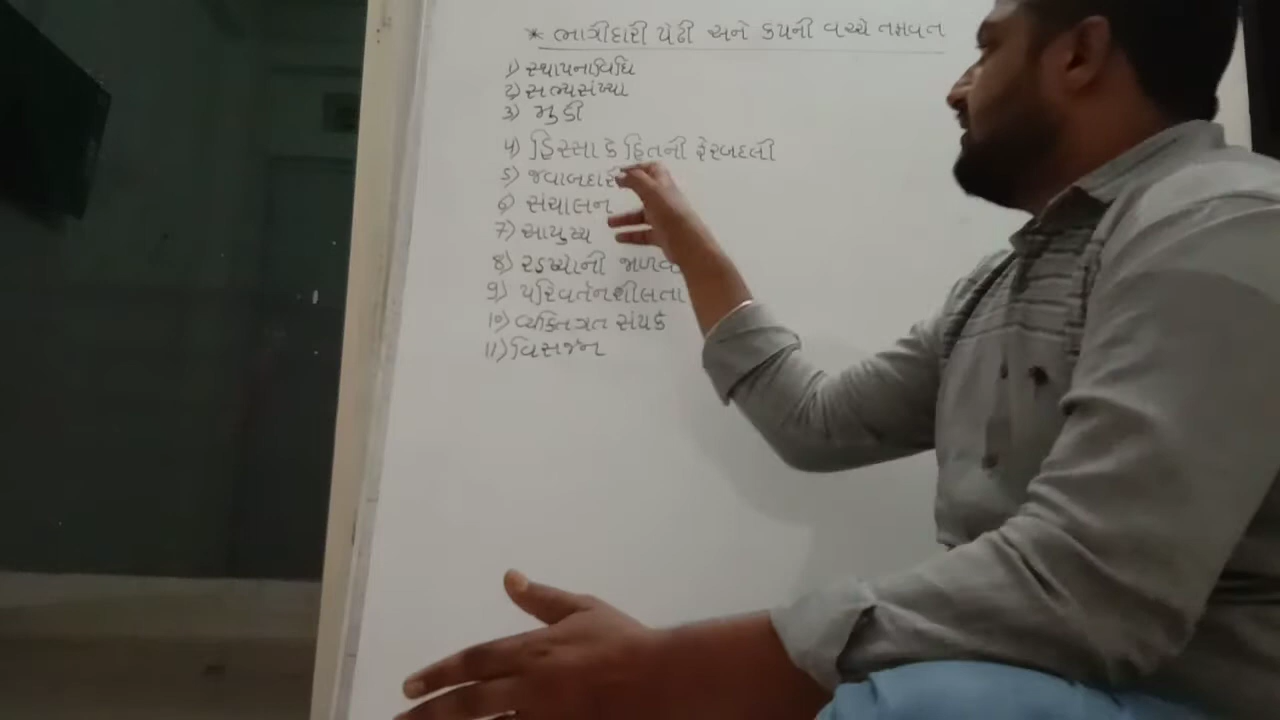 * ભાગીદારી પેઢી અને કંપની વચ્ચે તફાવત
1) સ્થાપનાવિધિ
2) સભ્યસંખ્યા
3) મુડી
4) હિસ્સા કે હિતની ફેરબદલી
5) જવાબદારી
6) સંચાલન
7) આયુષ્ય
8) રહસ્યોની
9) પરિવર્તનશીલતા
10) વ્યક્તિગત સંપર્ક
11) વિસર્જન